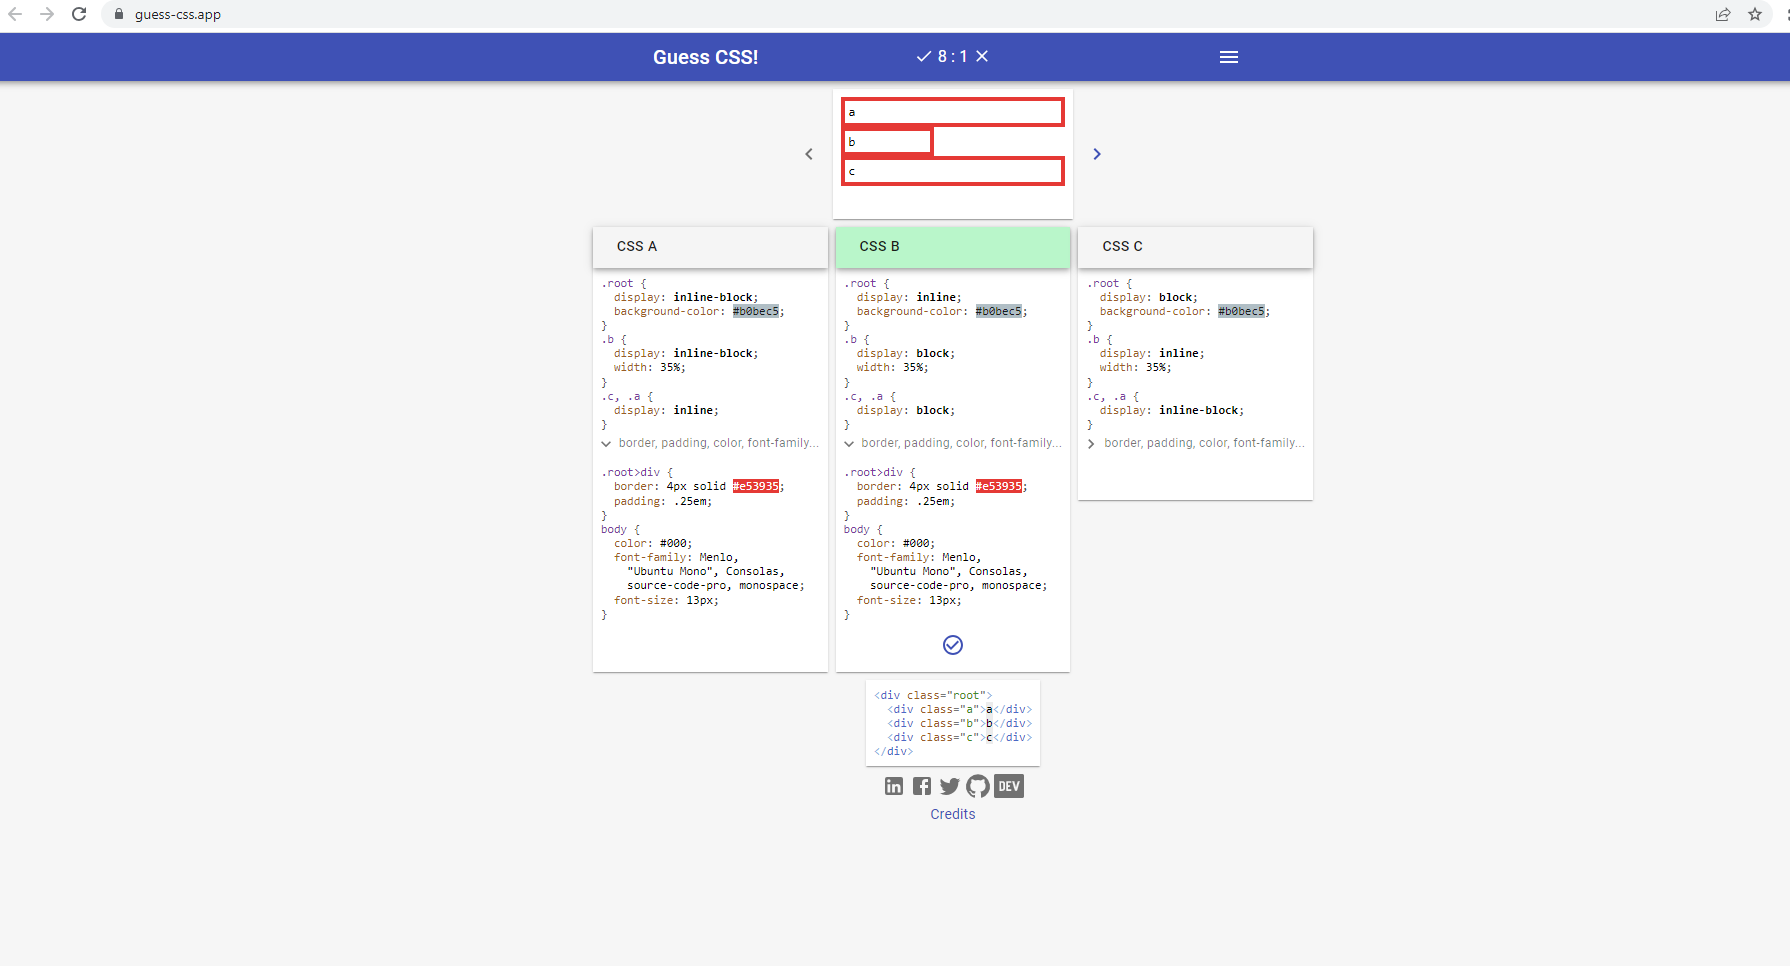 guess-css.app
Guess CSS!
8 : 1
a
b
c
CSS A
.root {
display: inline-block;
background-color: #b0bec5;
}
.b {
display: inline-block;
width: 35%;
}
.c, .a {
display: inline;
}
border, padding, color, font-family...
.root>div {
border: 4px solid #e53935;
padding: .25em;
}
body {
color: #000;
font-family: Menlo,
"Ubuntu Mono", Consolas,
source-code-pro, monospace;
font-size: 13px;
}
CSS B
.root {
display: inline;
background-color: #b0bec5;
}
.b {
display: block;
width: 35%;
}
.c, .a {
display: block;
}
border, padding, color, font-family...
.root>div {
border: 4px solid #e53935;
padding: .25em;
}
body {
color: #000;
font-family: Menlo,
"Ubuntu Mono", Consolas,
source-code-pro, monospace;
font-size: 13px;
}
CSS C
.root {
display: block;
background-color: #b0bec5;
}
.b {
display: inline;
width: 35%;
}
.c, .a {
display: inline-block;
}
border, padding, color, font-family...
<div class="root">
<div class="a">a</div>
<div class="b">b</div>
<div class="c">c</div>
</div>
in f DEV
Credits